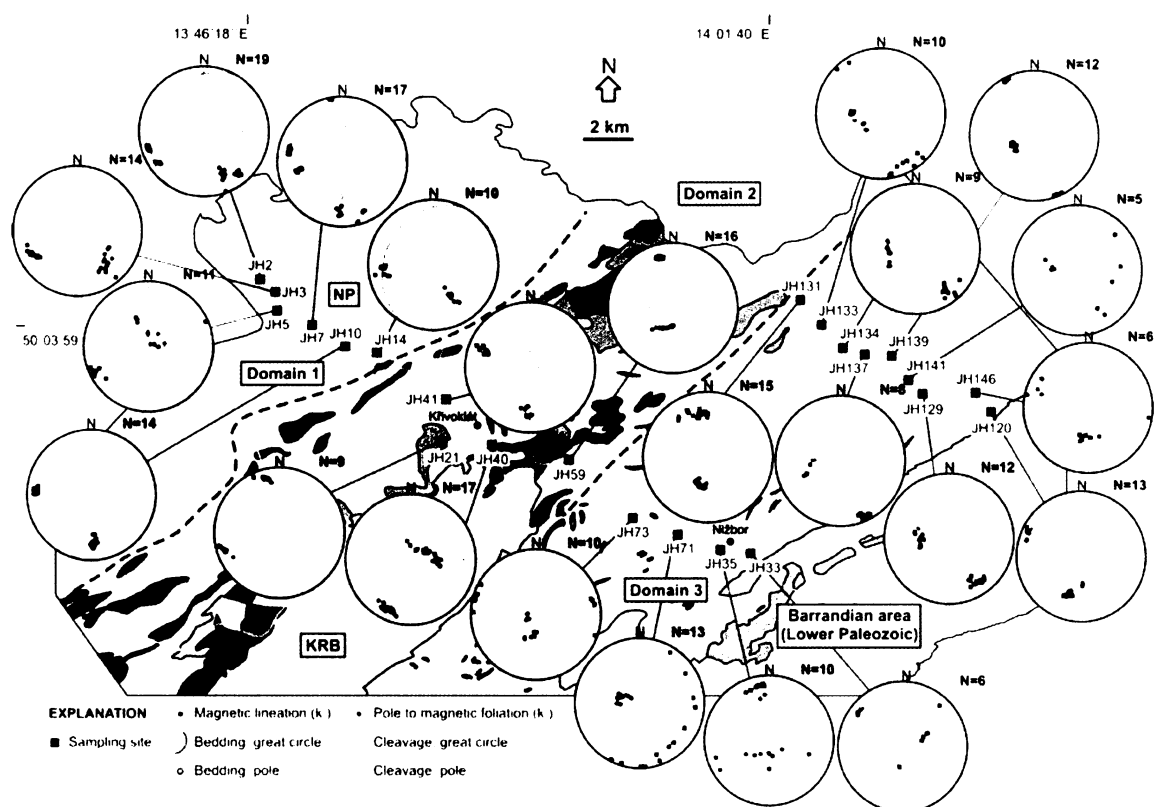 13 46 18 E
14 01 40 E
N N=19
N N=17
N
2 km
N N=10
N N=12
N N=14
Domain 2
N N=9
N N=5
N N=10
N N=16
JH2
JH3
NP
N N=11
JH5
JH131
JH133
50 03 59
JH7
JH10
JH14
JH134
JH139
N N=6
Domain 1
N
JH137
JH141
JH146
N N=15
N N=8
JH41
JH129
JH120
Křivoklát
N N=14
JH21
JH40
JH59
N N=9
N N=17
N N=12
N N=13
JH73
Nižbor
N N=10
JH71
JH35
JH33
Domain 3
Barrandian area
(Lower Paleozoic)
KRB
N N=13
N N=10
N N=6
EXPLANATION
Magnetic lineation (k )
Pole to magnetic foliation (k )
Sampling site
Bedding great circle
Cleavage great circle
Bedding pole
Cleavage pole